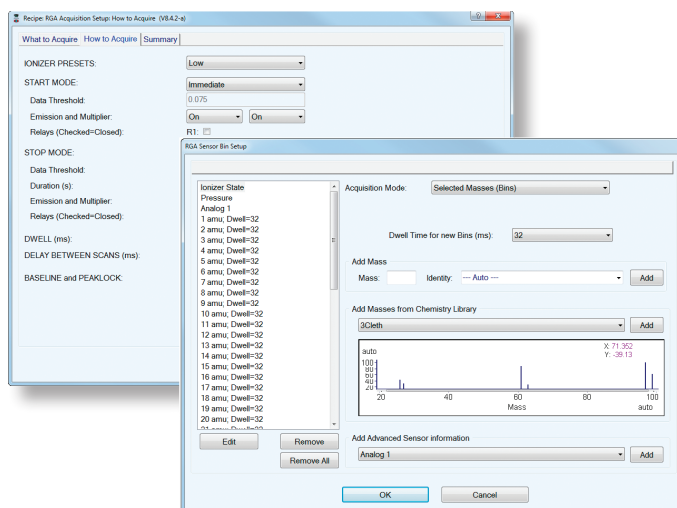 Recipe: RGA Acquisition Setup: How to Acquire (V8.4.2-a)
What to Acquire How to Acquire Summary
IONIZER PRESETS: Low
START MODE: Immediate
Data Threshold: 0.075
Emission and Multiplier: On On
Relays (Checked=Closed): R1:
STOP MODE:
Data Threshold:
Duration (s):
Emission and Multiplier:
Relays (Checked=Closed):
DWELL (ms):
DELAY BETWEEN SCANS (ms):
BASELINE and PEAKLOCK:
RGA Sensor Bin Setup
Ionizer State
Pressure
Analog 1
1 amu; Dwell=32
2 amu; Dwell=32
3 amu; Dwell=32
4 amu; Dwell=32
5 amu; Dwell=32
6 amu; Dwell=32
7 amu; Dwell=32
8 amu; Dwell=32
9 amu; Dwell=32
10 amu; Dwell=32
11 amu; Dwell=32
12 amu; Dwell=32
13 amu; Dwell=32
14 amu; Dwell=32
15 amu; Dwell=32
16 amu; Dwell=32
17 amu; Dwell=32
18 amu; Dwell=32
19 amu; Dwell=32
20 amu; Dwell=32
Edit Remove
Remove All
Acquisition Mode: Selected Masses (Bins)
Dwell Time for new Bins (ms): 32
Add Mass
Mass: Identity: --- Auto --- Add
Add Masses from Chemistry Library
3Cleth Add
X: 71.352
Y: -39.13
auto
100
80
60
40
20
20 40 60 80 100
Mass auto
Add Advanced Sensor information
Analog 1 Add
OK Cancel